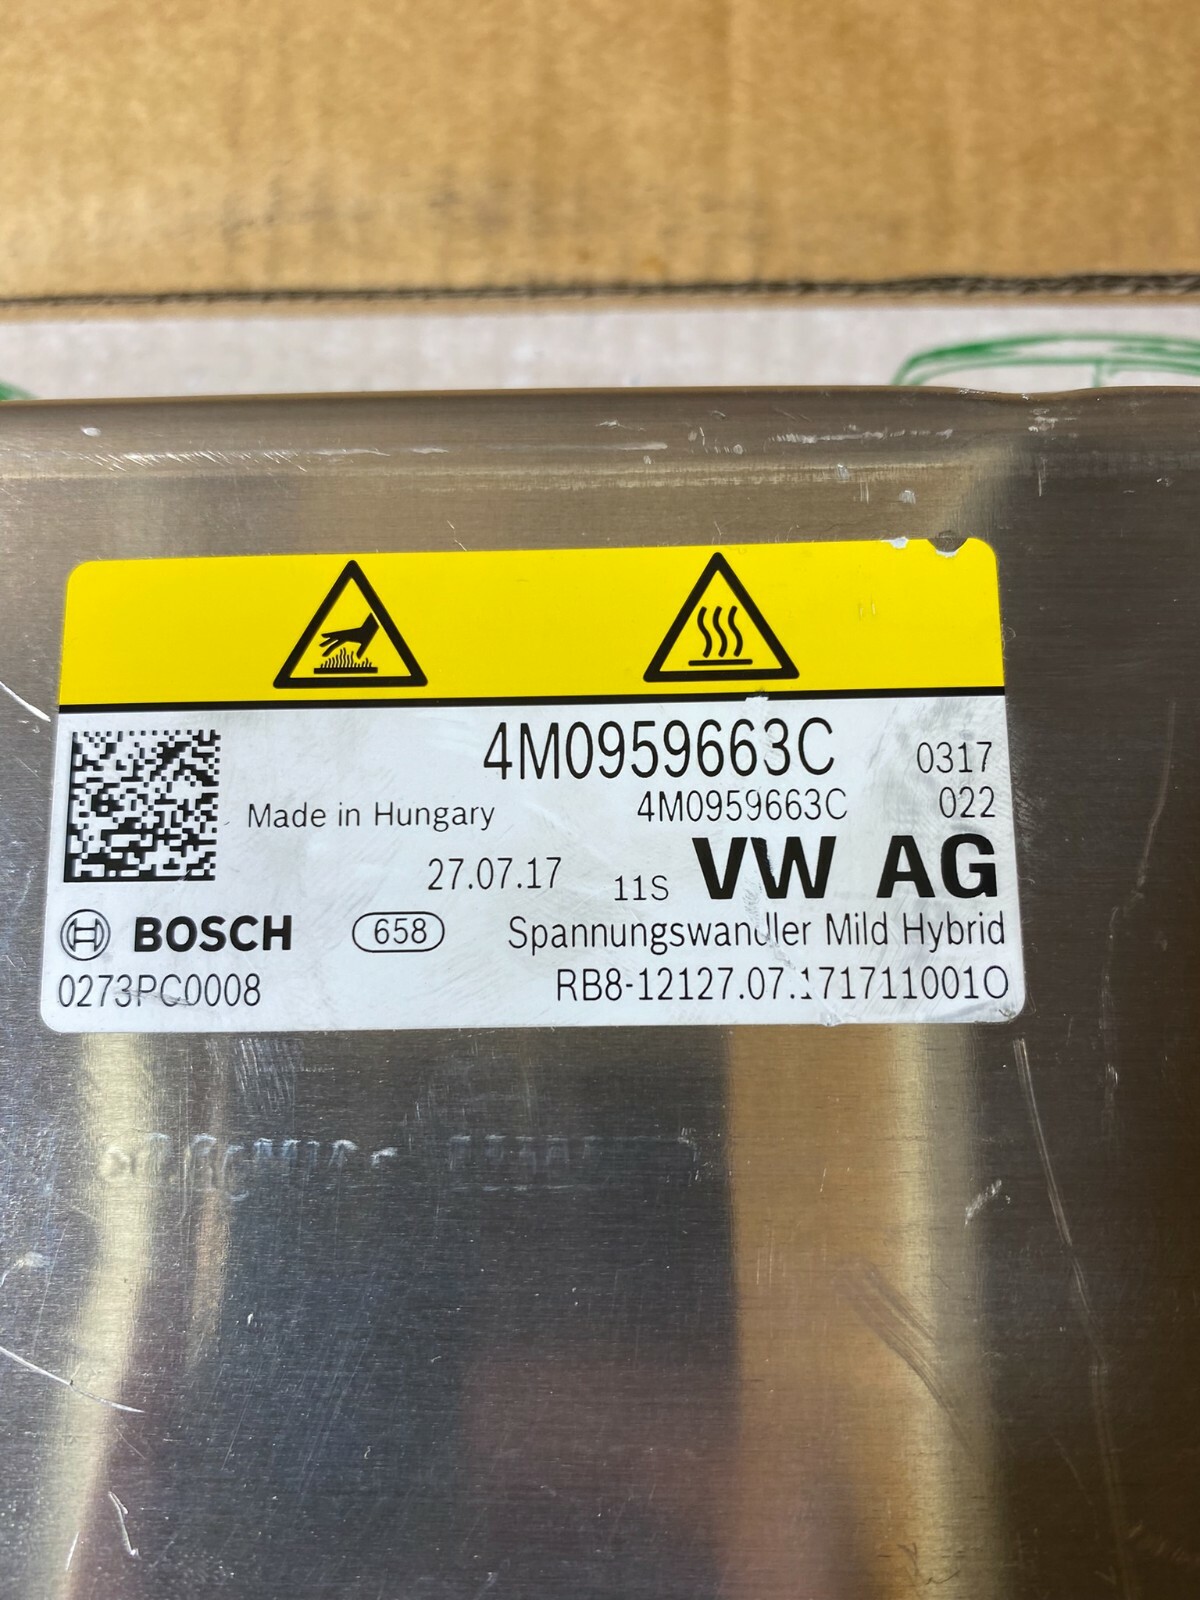 4M0959663C 0317
Made in Hungary 4M0959663C 022
27.07.17 11S VW AG
BOSCH 658 Spannungswandler Mild Hybrid
0273PC0008 RB8-12127.07.1717110010